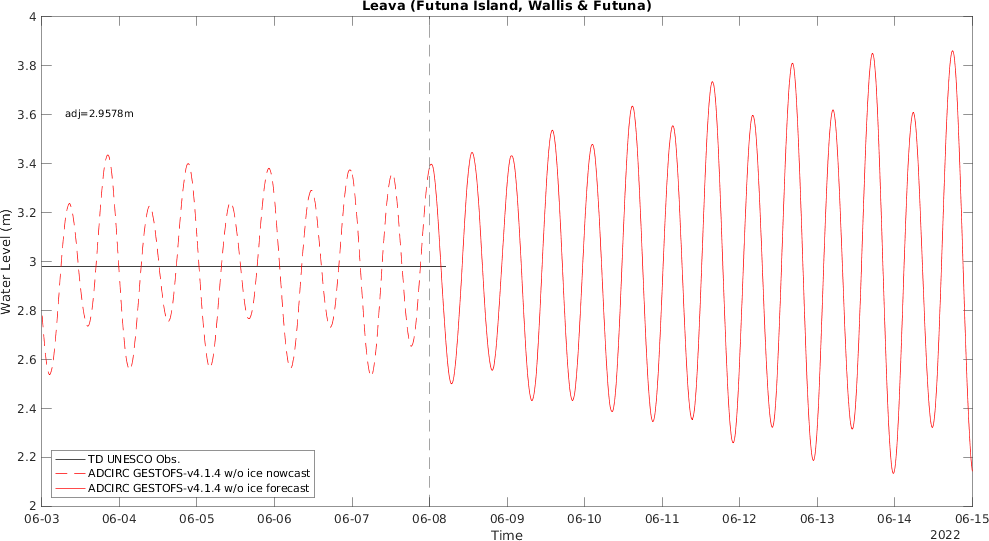 Leava (Futuna Island, Wallis & Futuna)
4
3.8
3.6
3.4
3.2
3
2.8
2.6
2.4
2.2
2
Water Level (m)
adj=2.9578m
TD UNESCO Obs.
ADCIRC GESTOFS-v4.1.4 w/o ice nowcast
ADCIRC GESTOFS-v4.1.4 w/o ice forecast
06-03 06-04 06-05 06-06 06-07 06-08 06-09 06-10 06-11 06-12 06-13 06-14 06-15
Time
2022